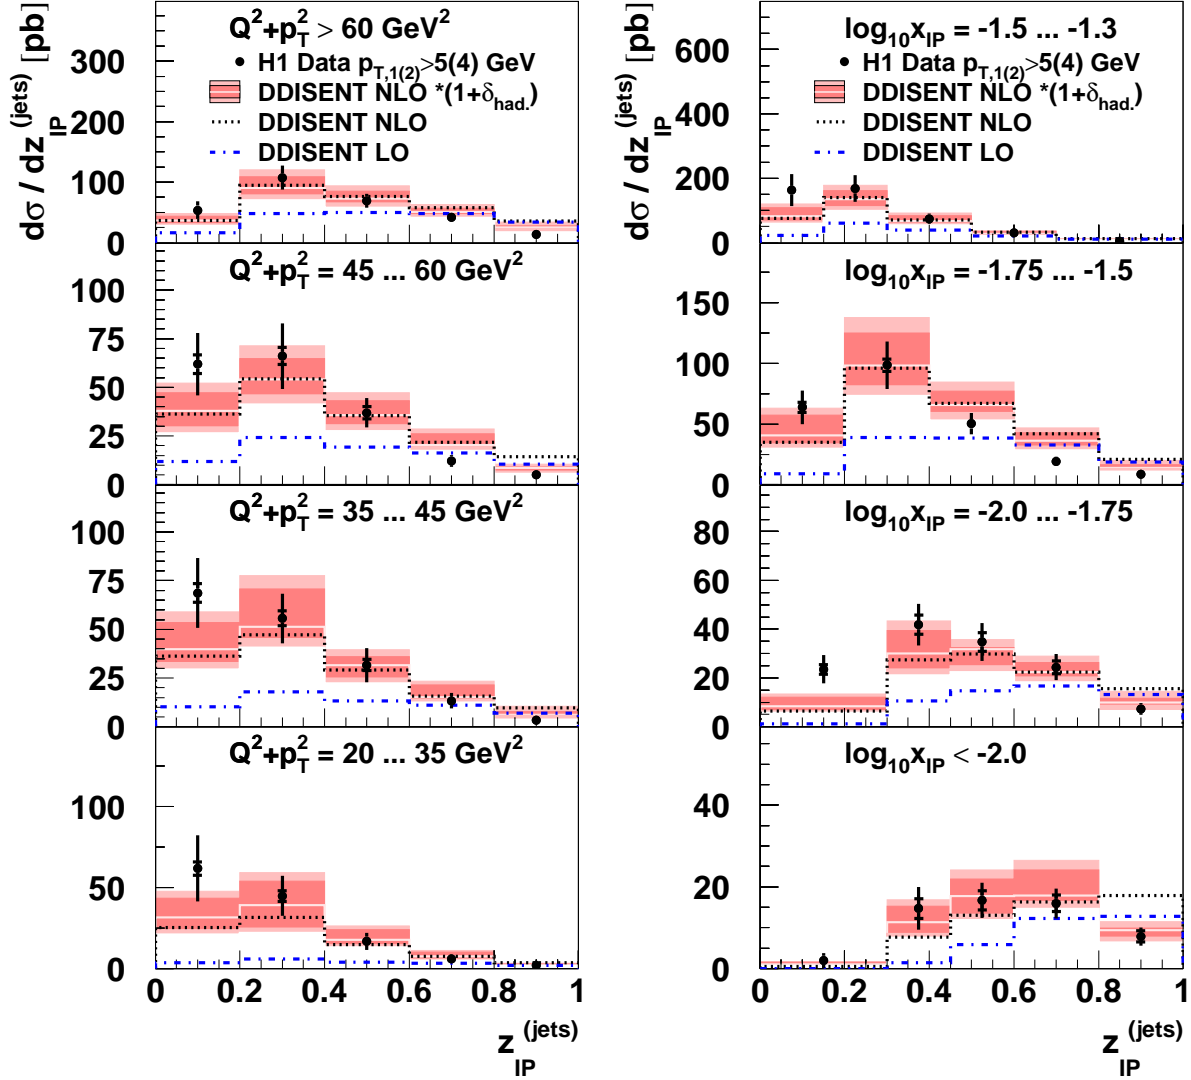 dσ / dz_IP^(jets) [pb]
Q²+p_T² > 60 GeV²
H1 Data p_T,1(2)>5(4) GeV
DDISENT NLO *(1+δ_had.)
DDISENT NLO
DDISENT LO
300
200
100
0
Q²+p_T² = 45 ... 60 GeV²
100
75
50
25
0
Q²+p_T² = 35 ... 45 GeV²
100
75
50
25
0
Q²+p_T² = 20 ... 35 GeV²
100
50
0
0 0.2 0.4 0.6 0.8 1
z_IP^(jets)
dσ / dz_IP^(jets) [pb]
log₁₀x_IP = -1.5 ... -1.3
H1 Data p_T,1(2)>5(4) GeV
DDISENT NLO *(1+δ_had.)
DDISENT NLO
DDISENT LO
600
400
200
0
log₁₀x_IP = -1.75 ... -1.5
150
100
50
0
log₁₀x_IP = -2.0 ... -1.75
80
60
40
20
0
log₁₀x_IP < -2.0
40
20
0
0 0.2 0.4 0.6 0.8 1
z_IP^(jets)